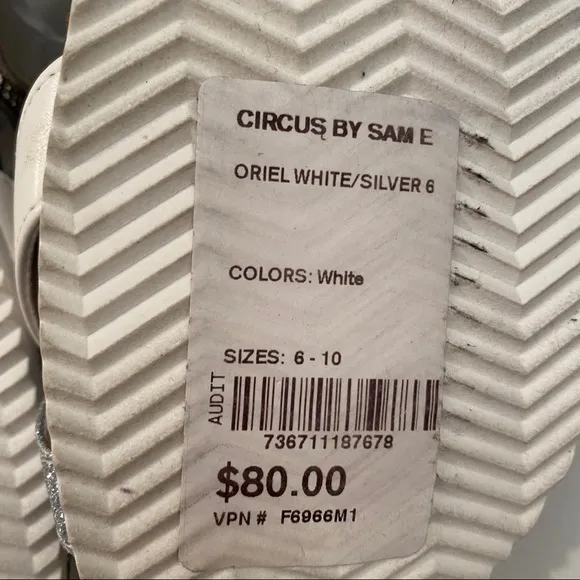 CIRCUS BY SAM E
ORIEL WHITE/SILVER 6
COLORS: White
SIZES: 6 - 10
AUDIT
736711187678
$80.00
VPN # F6966M1